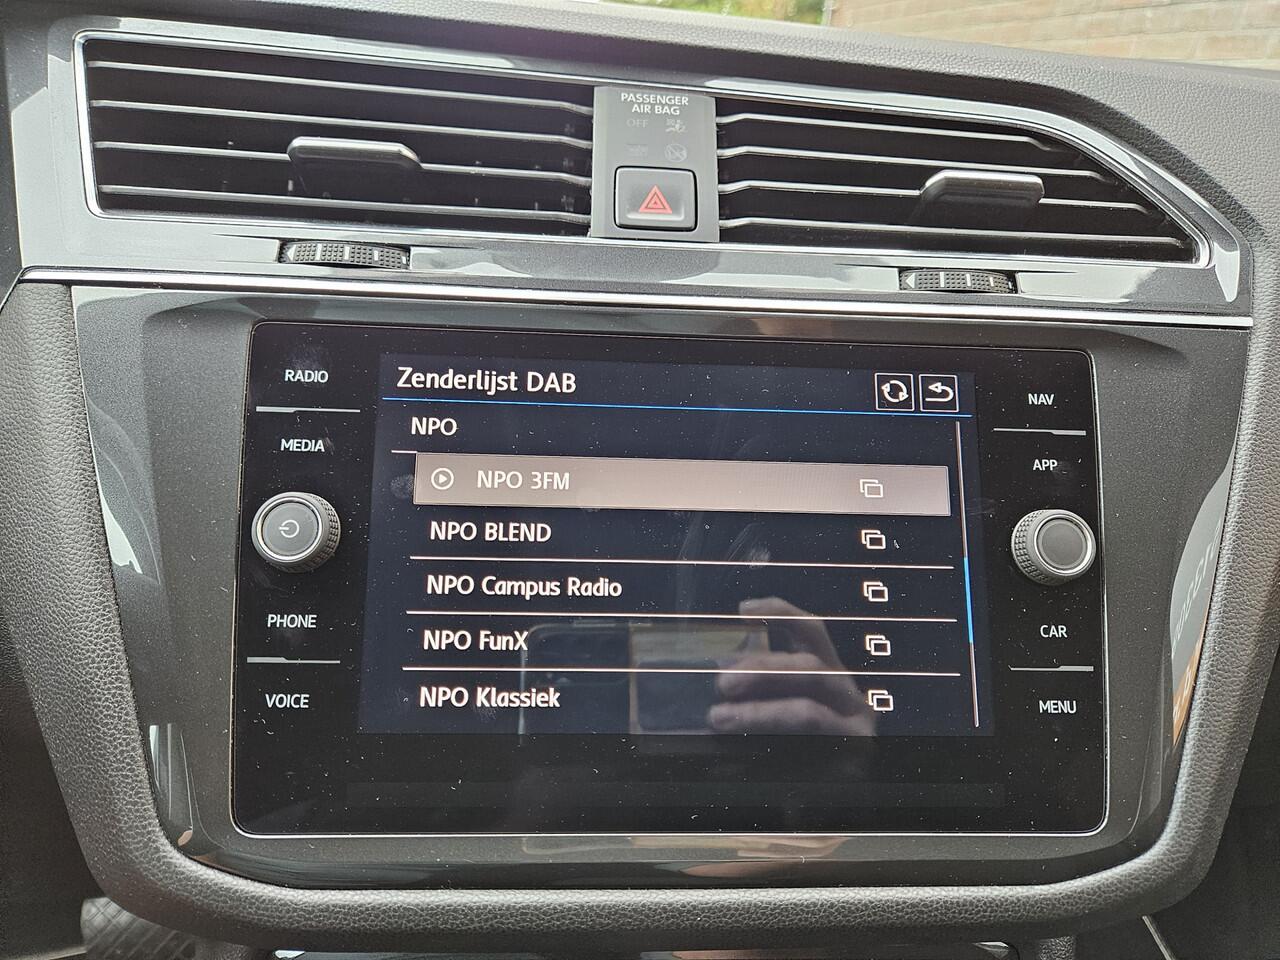 PASSENGER
AIR BAG
OFF
RADIO
MEDIA
PHONE
VOICE
Zenderlijst DAB
NPO
NPO 3FM
NPO BLEND
NPO Campus Radio
NPO FunX
NPO Klassiek
NAV
APP
CAR
MENU